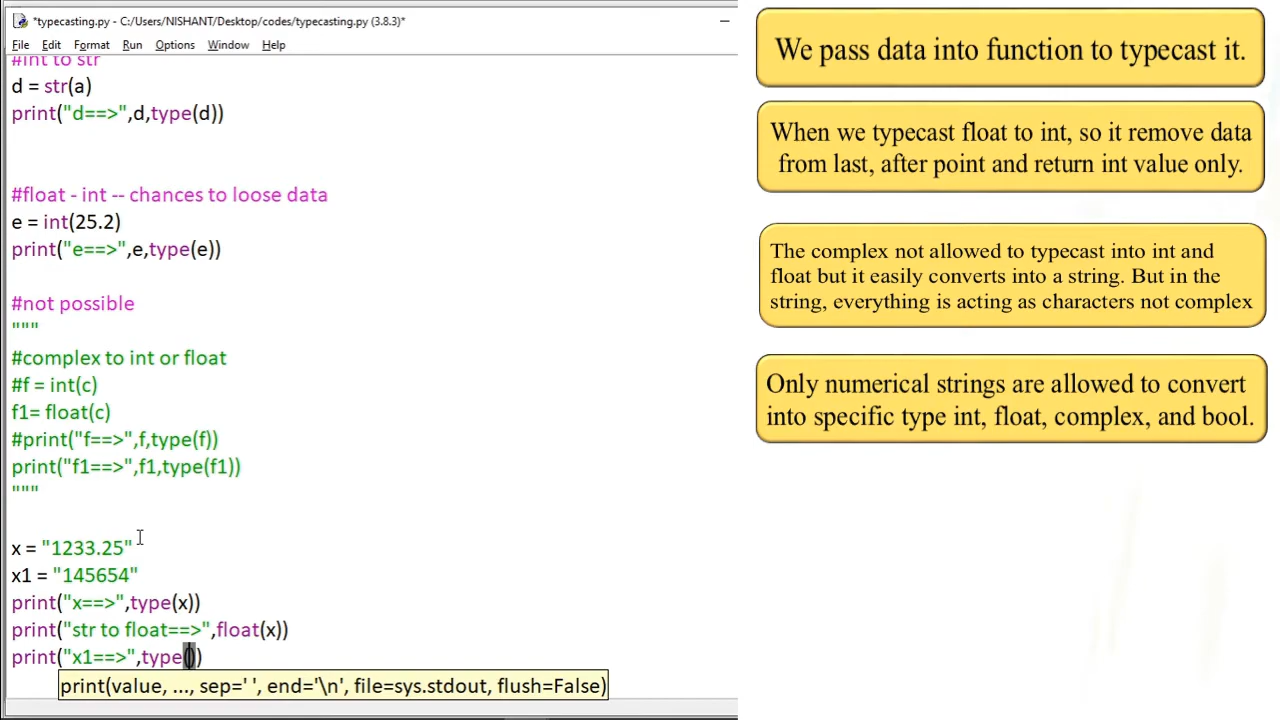 *typecasting.py - C:/Users/NISHANT/Desktop/codes/typecasting.py (3.8.3)*
File Edit Format Run Options Window Help
#int to str
d = str(a)
print("d==>",d,type(d))
#float - int -- chances to loose data
e = int(25.2)
print("e==>",e,type(e))
#not possible
"""
#complex to int or float
#f = int(c)
f1= float(c)
#print("f==>",f,type(f))
print("f1==>",f1,type(f1))
"""
x = "1233.25"
x1 = "145654"
print("x==>",type(x))
print("str to float==>",float(x))
print("x1==>",type())
print(value, ..., sep=' ', end='\n', file=sys.stdout, flush=False)
We pass data into function to typecast it.
When we typecast float to int, so it remove data
from last, after point and return int value only.
The complex not allowed to typecast into int and
float but it easily converts into a string. But in the
string, everything is acting as characters not complex
Only numerical strings are allowed to convert
into specific type int, float, complex, and bool.